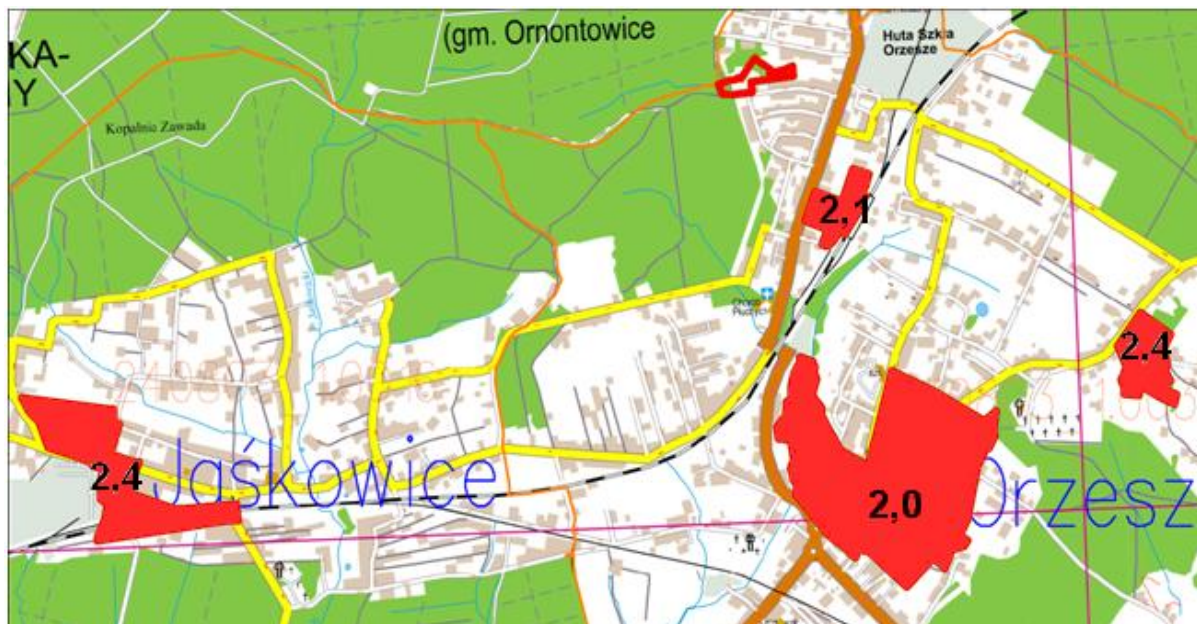 (gm. Ornontowice
KA-
Y
Huta Szkła
Orzesze
Kopalnia Zawada
2,1
2.4
2.4
Jaśkowice
2,0
Orzesz